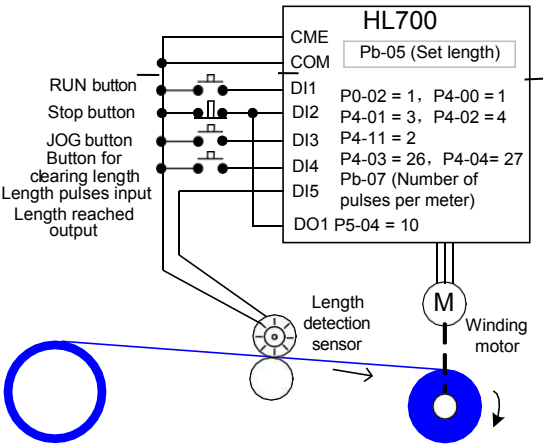 HL700
CME
Pb-05 (Set length)
COM
RUN button
DI1
P0-02 = 1， P4-00 = 1
Stop button
DI2
P4-01 = 3， P4-02 = 4
JOG button
DI3
P4-11 = 2
Button for
clearing length
DI4
P4-03 = 26， P4-04= 27
Length pulses input
DI5
Pb-07 (Number of
pulses per meter)
Length reached
output
DO1 P5-04 = 10
M
Length
detection
sensor
Winding
motor